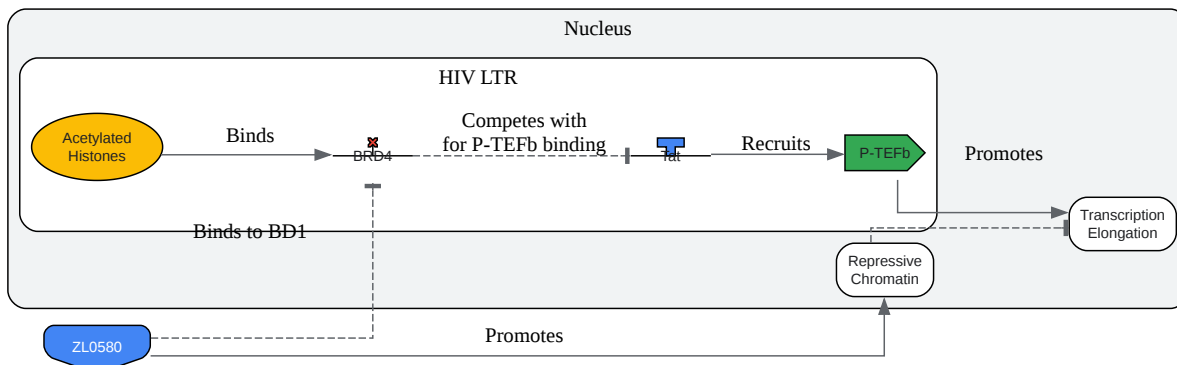 Nucleus
HIV LTR
Acetylated
Histones
Binds
BRD4
Competes with
for P-TEFb binding
Tat
Recruits
P-TEFb
Promotes
Transcription
Elongation
Binds to BD1
Repressive
Chromatin
ZL0580
Promotes